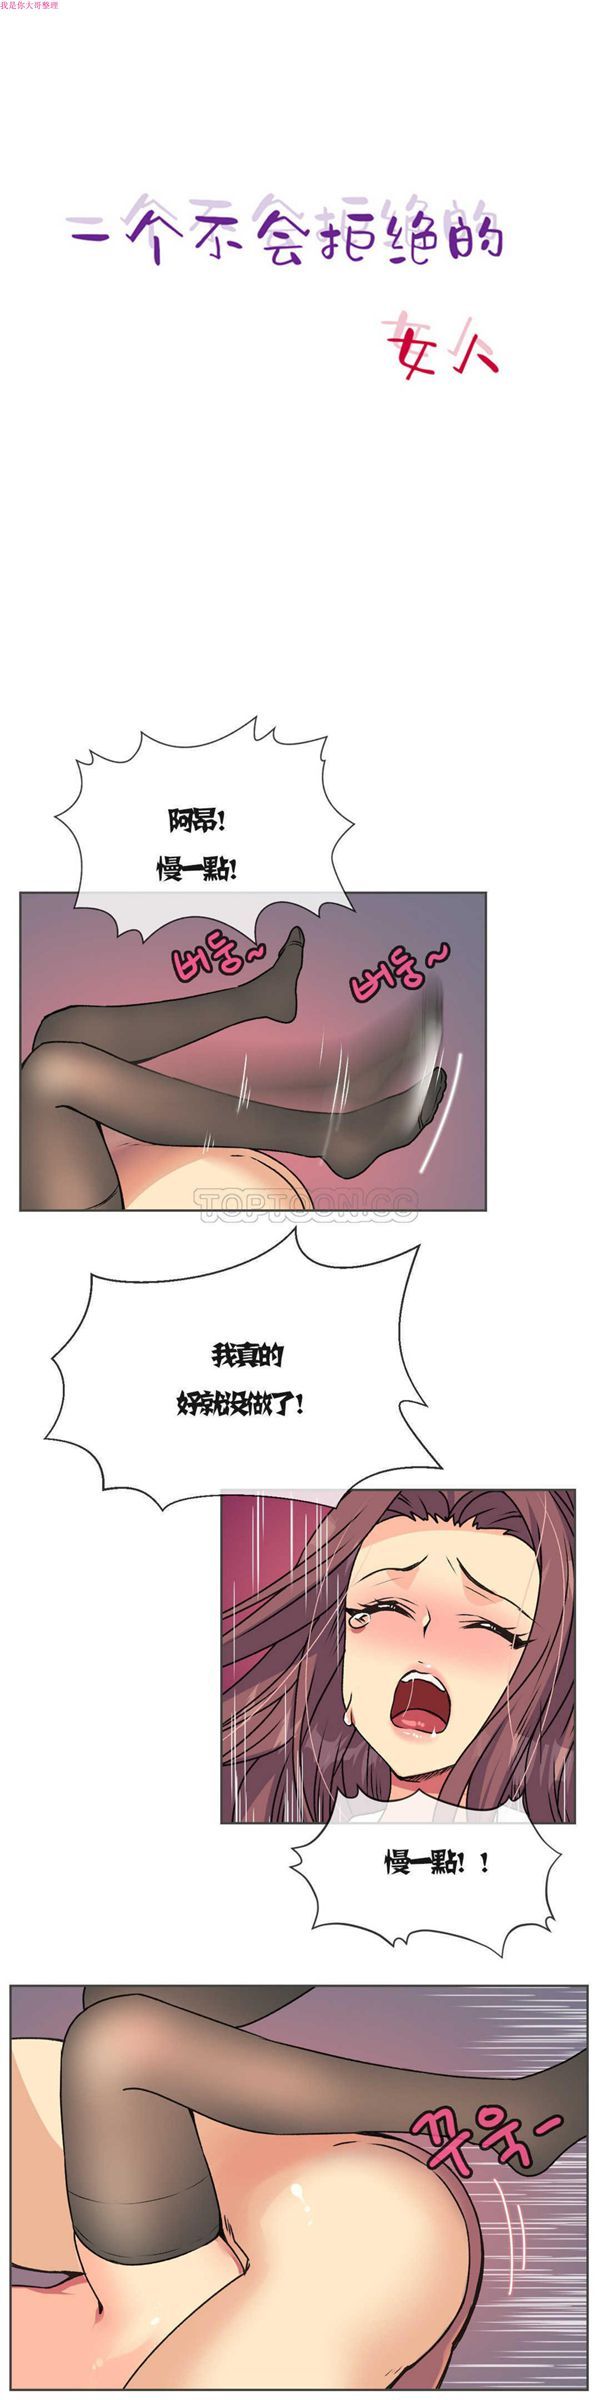 我是你大哥整理
二个不会拒绝的
女人
阿昂!
慢一點!
버둥~
버둥~
TOPTOON.CC
我真的
好就没做了!
慢一點! !
꾸욱-